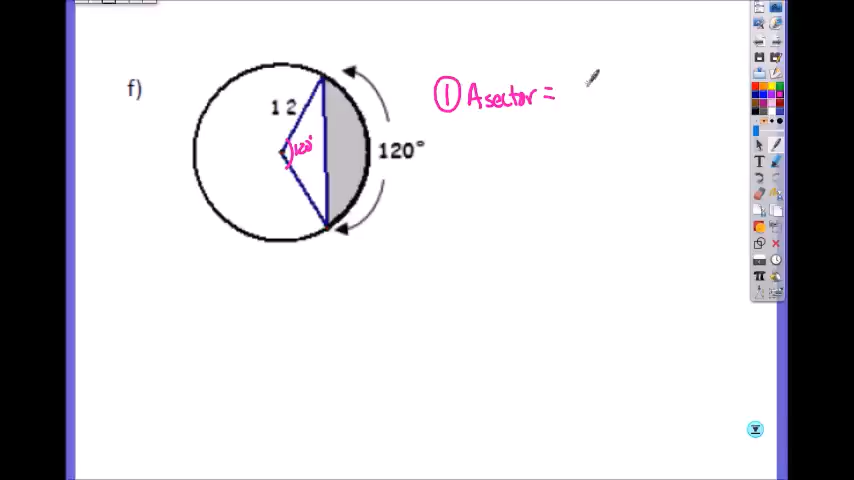 f)
12
120°
120°
① Asector =